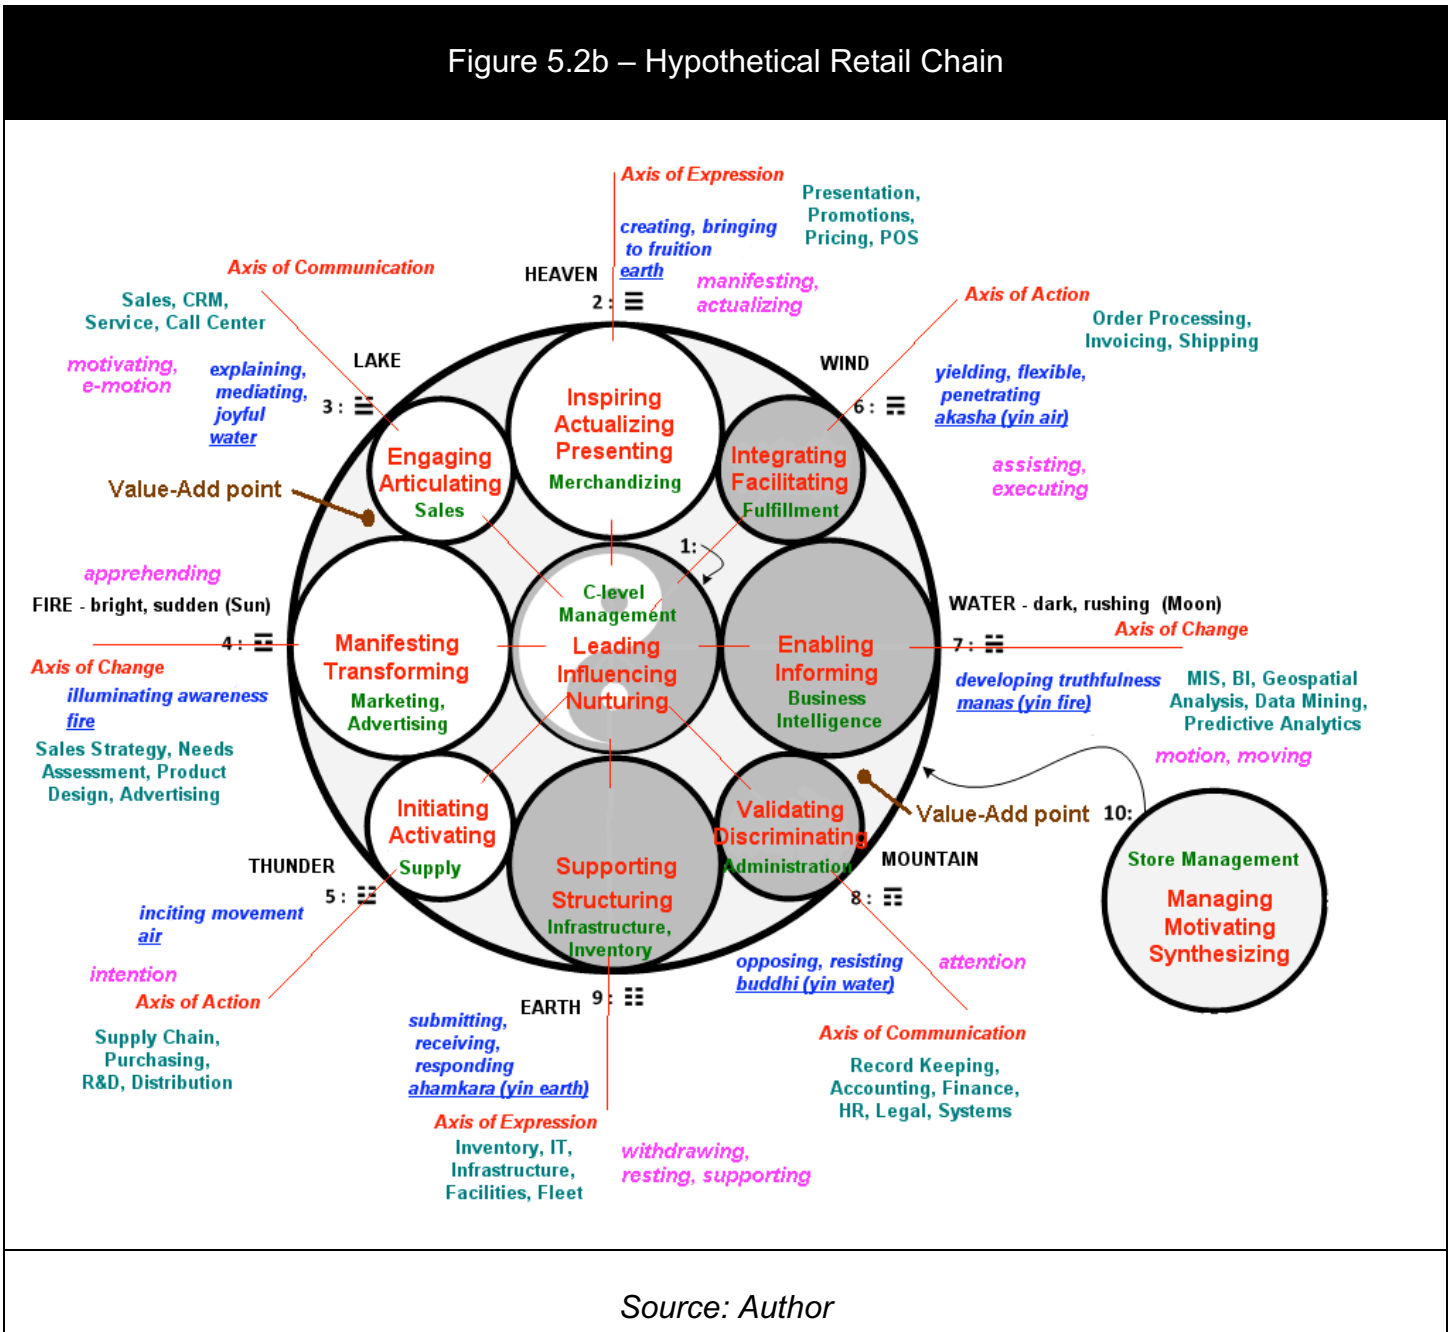 Figure 5.2b – Hypothetical Retail Chain
Axis of Expression
Presentation,
Promotions,
Pricing, POS
creating, bringing
to fruition
earth
HEAVEN
2: ☰
manifesting,
actualizing
Axis of Communication
Sales, CRM,
Service, Call Center
motivating,
e-motion
explaining,
mediating,
joyful
water
LAKE
3: ☱
Axis of Action
Order Processing,
Invoicing, Shipping
WIND
6: ☴
yielding, flexible,
penetrating
akasha (yin air)
assisting,
executing
Inspiring
Actualizing
Presenting
Merchandizing
Engaging
Articulating
Sales
Integrating
Facilitating
Fulfillment
Value-Add point
1:
apprehending
FIRE - bright, sudden (Sun)
4: ☲
Axis of Change
illuminating awareness
fire
Sales Strategy, Needs
Assessment, Product
Design, Advertising
Manifesting
Transforming
Marketing,
Advertising
C-level
Management
Leading
Influencing
Nurturing
Enabling
Informing
Business
Intelligence
WATER - dark, rushing (Moon)
Axis of Change
7: ☵
developing truthfulness
manas (yin fire)
MIS, BI, Geospatial
Analysis, Data Mining,
Predictive Analytics
motion, moving
Initiating
Activating
Supply
Supporting
Structuring
Infrastructure,
Inventory
Validating
Discriminating
Administration
Value-Add point
10:
Store Management
Managing
Motivating
Synthesizing
THUNDER
5: ☳
inciting movement
air
intention
Axis of Action
Supply Chain,
Purchasing,
R&D, Distribution
MOUNTAIN
8: ☶
opposing, resisting
buddhi (yin water)
attention
Axis of Communication
Record Keeping,
Accounting, Finance,
HR, Legal, Systems
EARTH
9: ☷
submitting,
receiving,
responding
ahamkara (yin earth)
Axis of Expression
Inventory, IT,
Infrastructure,
Facilities, Fleet
withdrawing,
resting, supporting
Source: Author